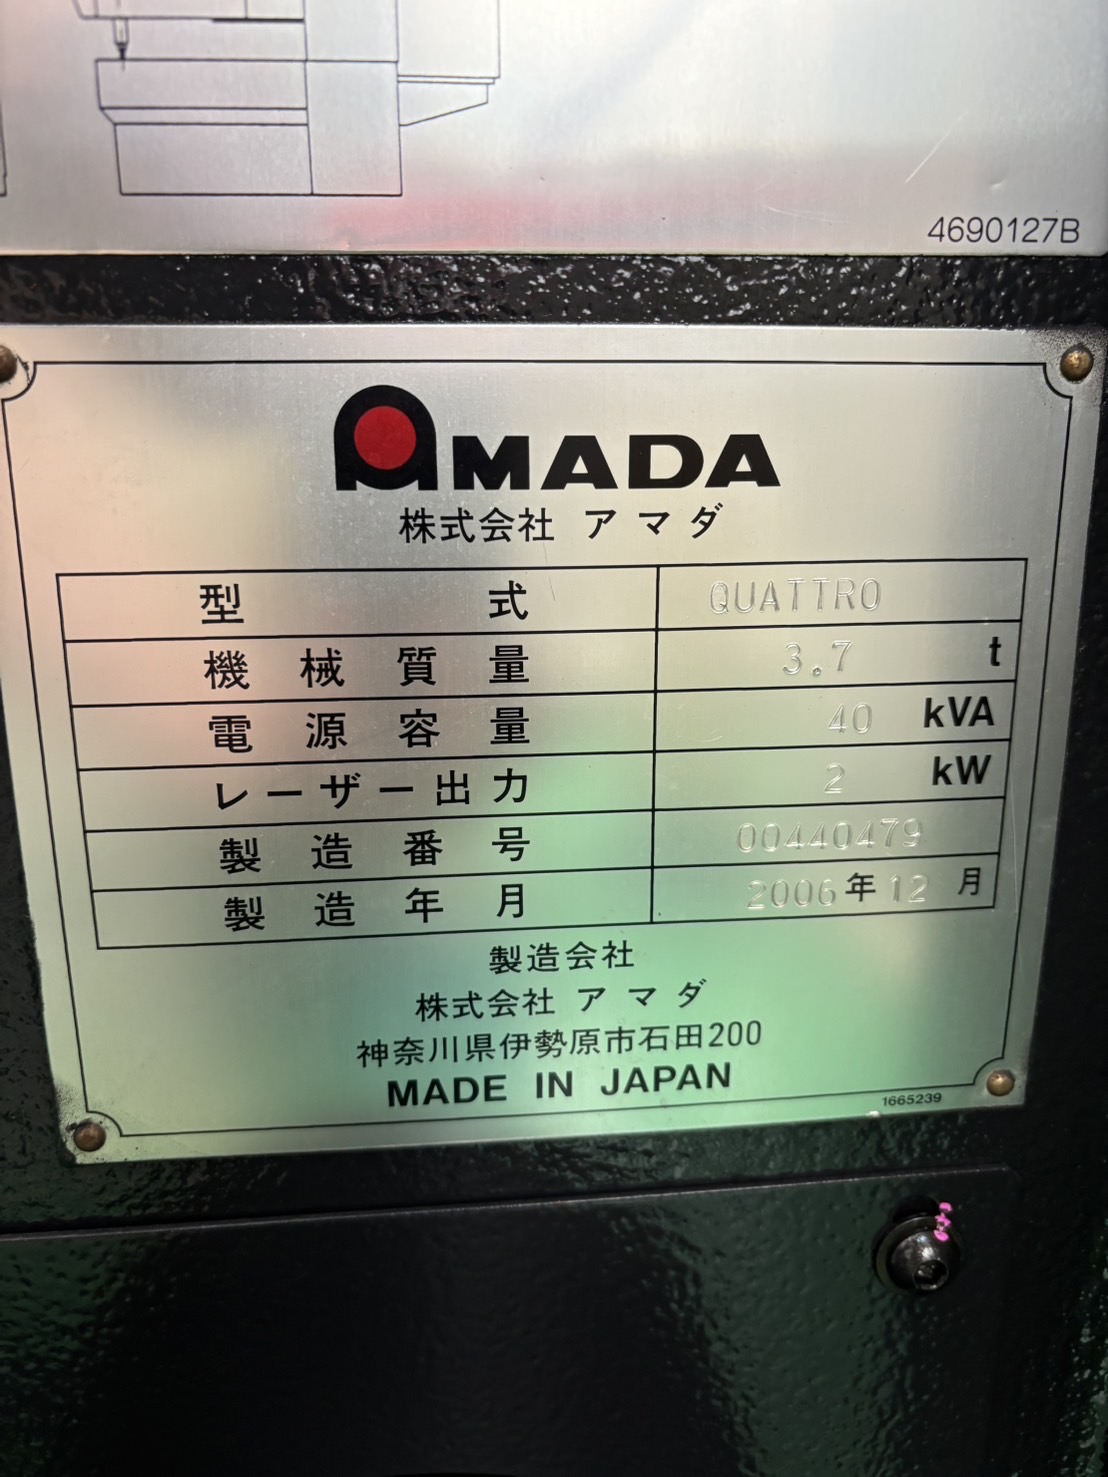 4690127B
AMADA
株式会社 アマダ
型式 QUATTRO
機械質量 3.7 t
電源容量 40 kVA
レーザー出力 2 kW
製造番号 00440479
製造年月 2006年12月
製造会社
株式会社 アマダ
神奈川県伊勢原市石田200
MADE IN JAPAN
1665239